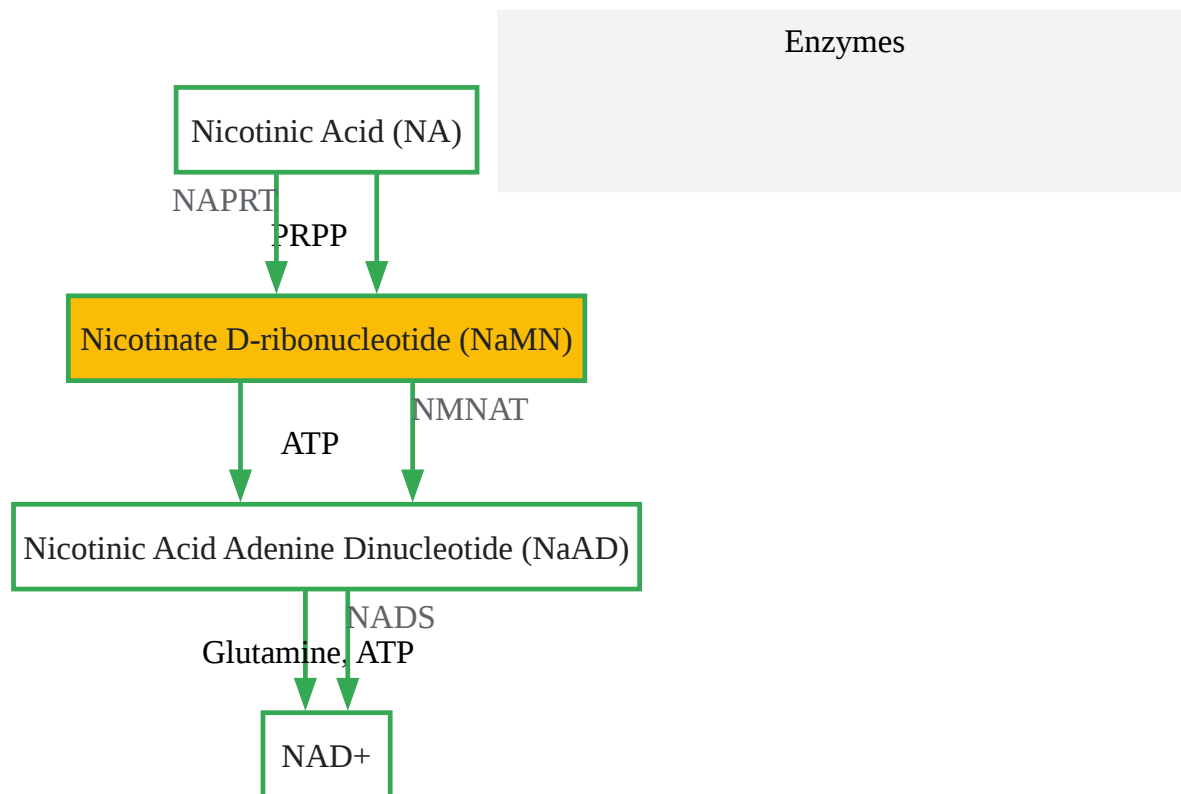 Enzymes
Nicotinic Acid (NA)
NAPRT
PRPP
Nicotinate D-ribonucleotide (NaMN)
NMNAT
ATP
Nicotinic Acid Adenine Dinucleotide (NaAD)
NADS
Glutamine, ATP
NAD+